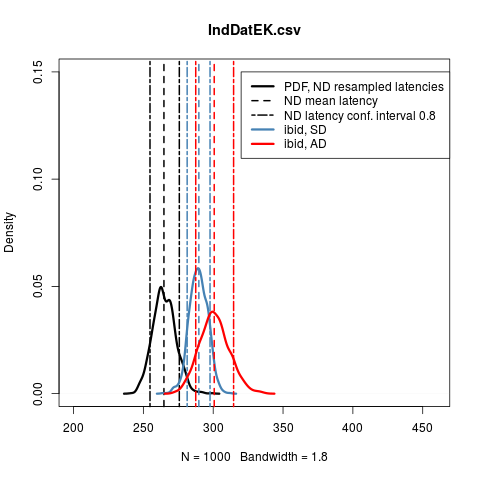 IndDatEK.csv
PDF, ND resampled latencies
ND mean latency
ND latency conf. interval 0.8
ibid, SD
ibid, AD
Density
0.15
0.10
0.05
0.00
200 250 300 350 400 450
N = 1000 Bandwidth = 1.8